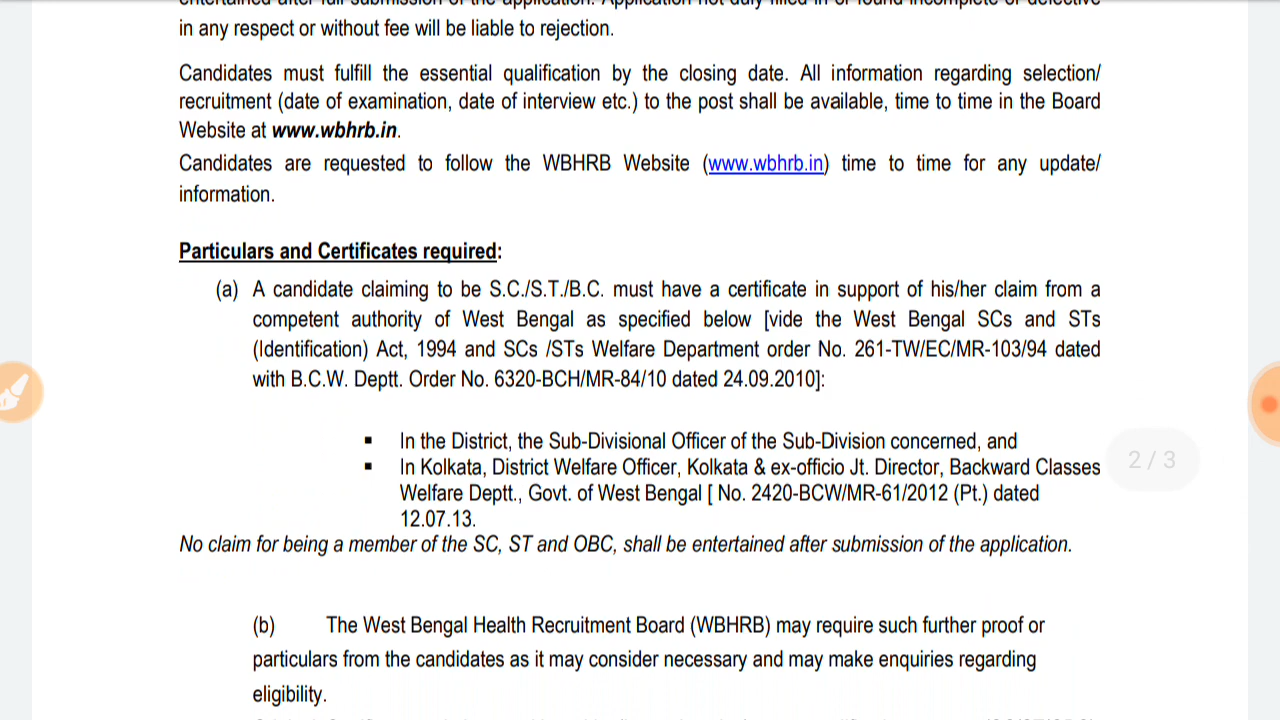 in any respect or without fee will be liable to rejection.
Candidates must fulfill the essential qualification by the closing date. All information regarding selection/
recruitment (date of examination, date of interview etc.) to the post shall be available, time to time in the Board
Website at www.wbhrb.in.
Candidates are requested to follow the WBHRB Website (www.wbhrb.in) time to time for any update/
information.
Particulars and Certificates required:
(a) A candidate claiming to be S.C./S.T./B.C. must have a certificate in support of his/her claim from a
competent authority of West Bengal as specified below [vide the West Bengal SCs and STs
(Identification) Act, 1994 and SCs /STs Welfare Department order No. 261-TW/EC/MR-103/94 dated
with B.C.W. Deptt. Order No. 6320-BCH/MR-84/10 dated 24.09.2010]:
▪ In the District, the Sub-Divisional Officer of the Sub-Division concerned, and
▪ In Kolkata, District Welfare Officer, Kolkata & ex-officio Jt. Director, Backward Classes
2 / 3
Welfare Deptt., Govt. of West Bengal [ No. 2420-BCW/MR-61/2012 (Pt.) dated
12.07.13.
No claim for being a member of the SC, ST and OBC, shall be entertained after submission of the application.
(b) The West Bengal Health Recruitment Board (WBHRB) may require such further proof or
particulars from the candidates as it may consider necessary and may make enquiries regarding
eligibility.